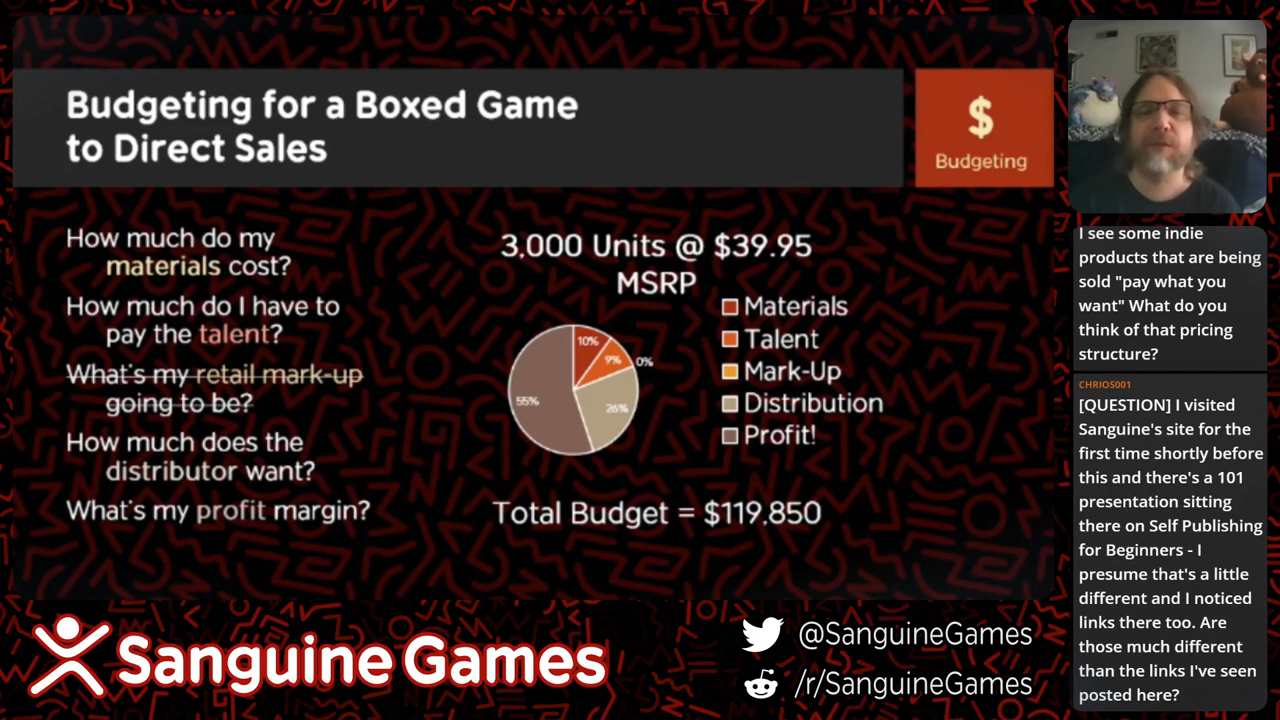 Budgeting for a Boxed Game
to Direct Sales
$
Budgeting
How much do my
materials cost?
How much do I have to
pay the talent?
What's my retail mark-up
going to be?
How much does the
distributor want?
What's my profit margin?
3,000 Units @ $39.95
MSRP
10%
9%
0%
26%
55%
Materials
Talent
Mark-Up
Distribution
Profit!
Total Budget = $119,850
I see some indie
products that are being
sold "pay what you
want" What do you
think of that pricing
structure?
CHRIOS001
[QUESTION] I visited
Sanguine's site for the
first time shortly before
this and there's a 101
presentation sitting
there on Self Publishing
for Beginners - I
presume that's a little
different and I noticed
links there too. Are
those much different
than the links I've seen
posted here?
Sanguine Games
@SanguineGames
/r/SanguineGames